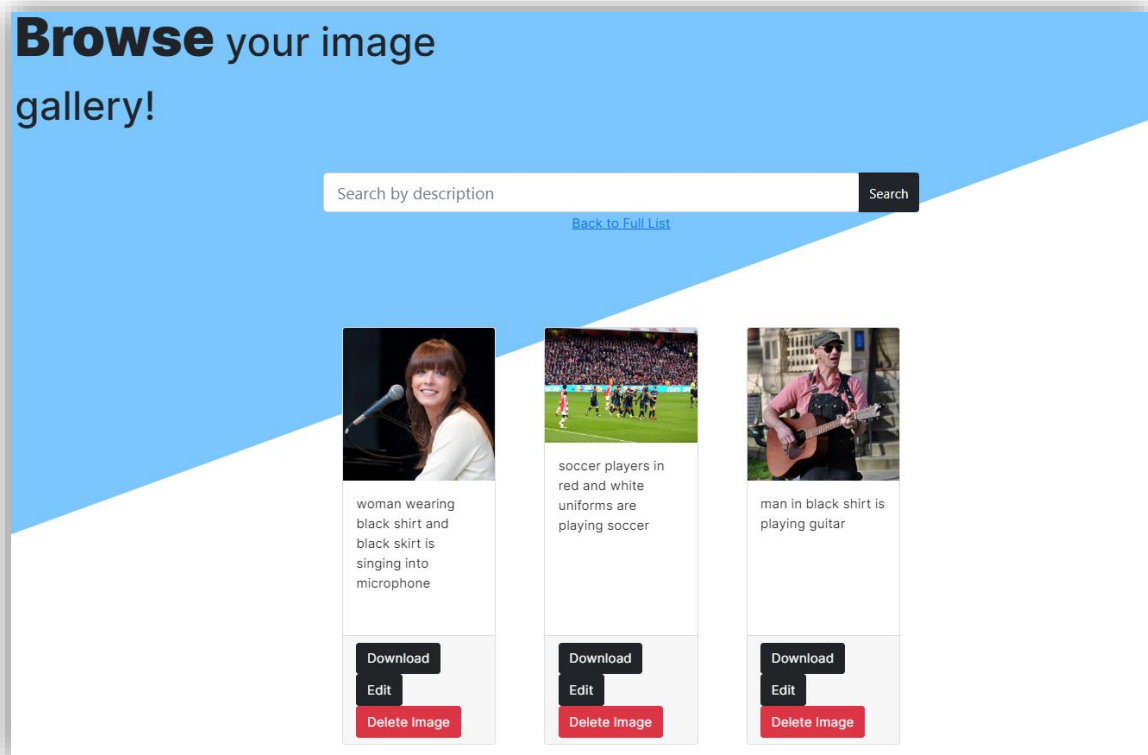 Browse your image
gallery!
Search by description
Search
Back to Full List
woman wearing
black shirt and
black skirt is
singing into
microphone
Download
Edit
Delete Image
soccer players in
red and white
uniforms are
playing soccer
Download
Edit
Delete Image
man in black shirt is
playing guitar
Download
Edit
Delete Image